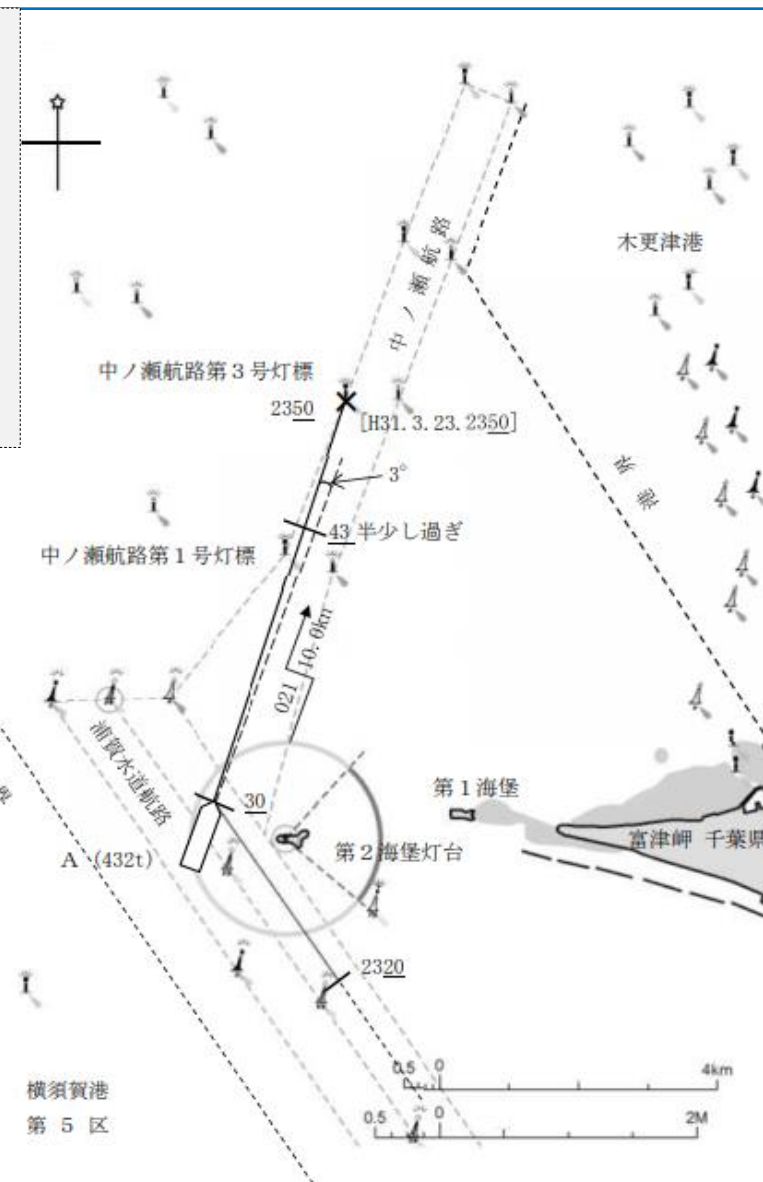 木更津港
中ノ瀬航路
中ノ瀬航路第３号灯標
2350
[H31.3.23.2350]
3°
港界
43 半少し過ぎ
中ノ瀬航路第１号灯標
021
10.0kn
浦賀水道航路
界
30
第１海堡
A (432t)
第２海堡灯台
富津岬 千葉県
2320
横須賀港
第 ５ 区
0.5 0 4km
0.5 0 2M